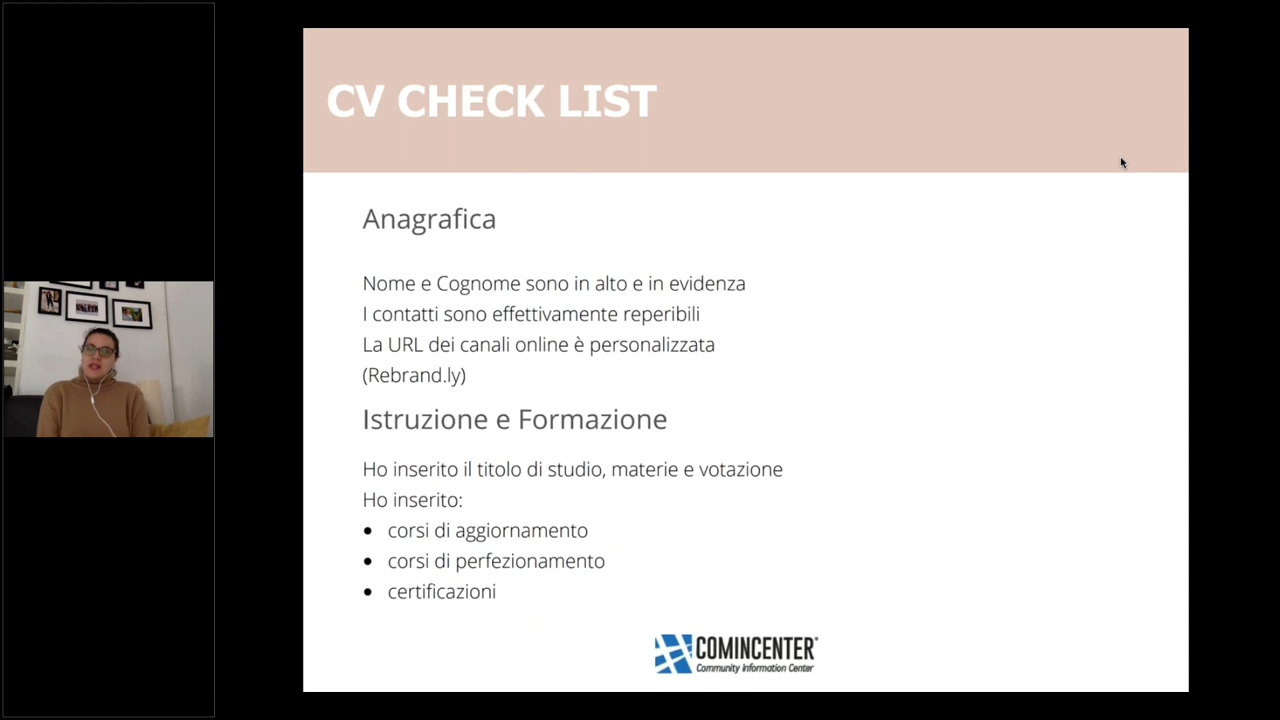 CV CHECK LIST
Anagrafica
Nome e Cognome sono in alto e in evidenza
I contatti sono effettivamente reperibili
La URL dei canali online è personalizzata
(Rebrand.ly)
Istruzione e Formazione
Ho inserito il titolo di studio, materie e votazione
Ho inserito:
• corsi di aggiornamento
• corsi di perfezionamento
• certificazioni
COMINCENTER®
Community Information Center